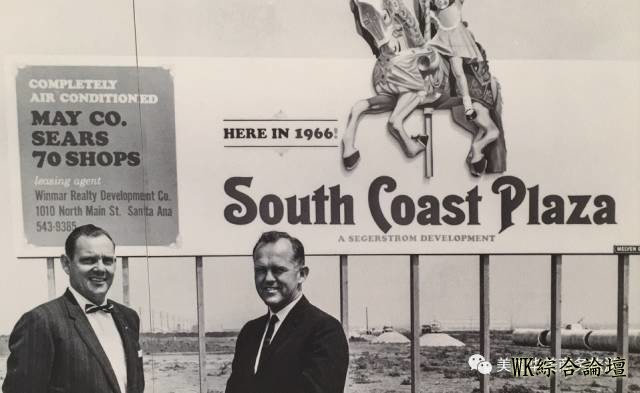 COMPLETELY
AIR CONDITIONED
MAY CO.
SEARS
70 SHOPS
leasing agent
Winmar Realty Development Co.
1010 North Main St. Santa Ana
543-9385
HERE IN 1966!
South Coast Plaza
A SEGERSTROM DEVELOPMENT
WK綜合論壇